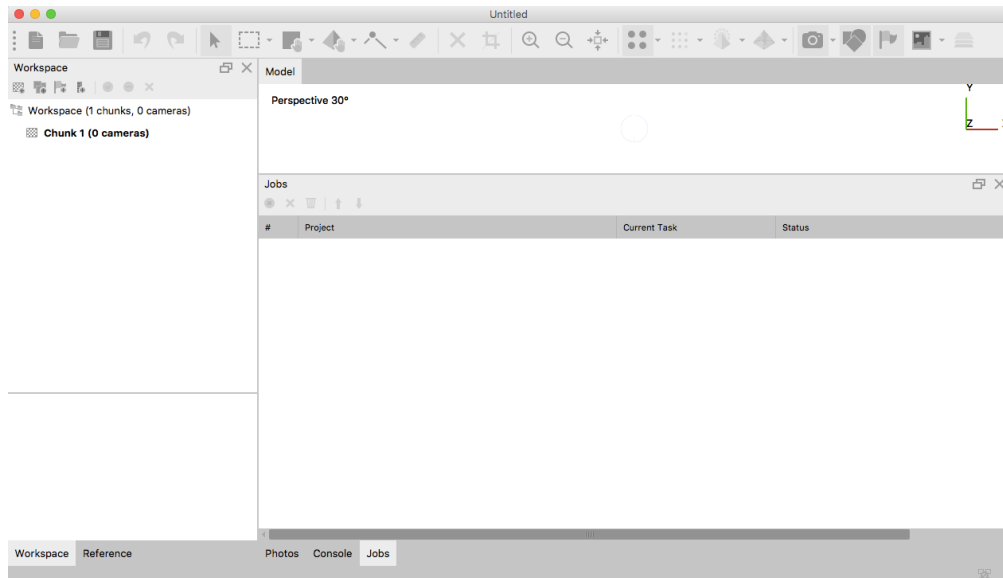 Untitled
Workspace
Workspace (1 chunks, 0 cameras)
Chunk 1 (0 cameras)
Model
Perspective 30°
Y
Z
Jobs
# Project Current Task Status
Workspace Reference
Photos Console Jobs